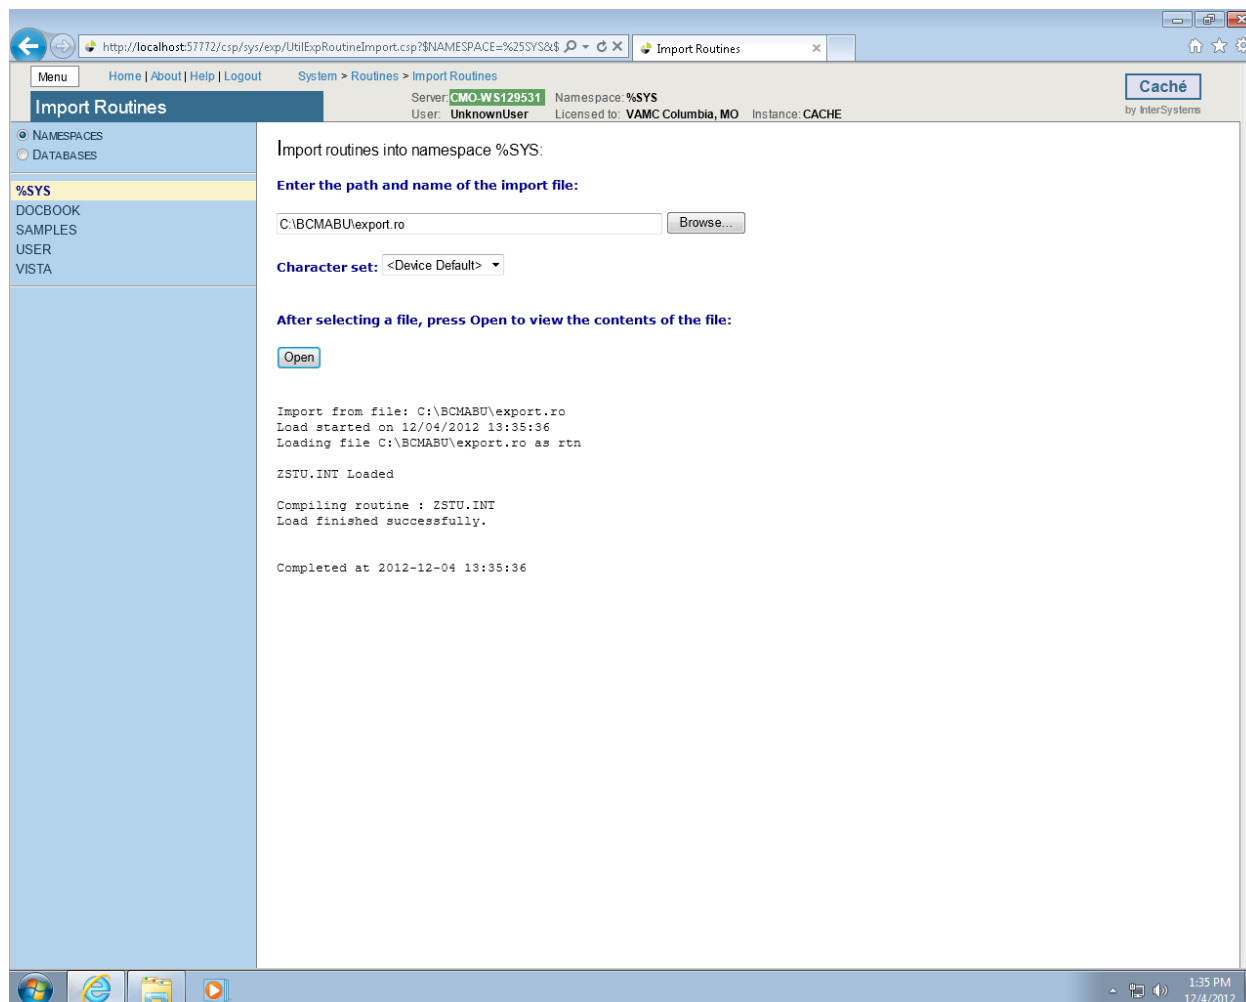 http://localhost:57772/csp/sys/exp/UtilExpRoutineImport.csp?$NAMESPACE=%25SYS&$
Import Routines
Menu Home | About | Help | Logout System > Routines > Import Routines
Import Routines
Server: CMO-WS129531 Namespace: %SYS
User: UnknownUser Licensed to: VAMC Columbia, MO Instance: CACHE
Caché
by InterSystems
NAMESPACES
DATABASES
%SYS
DOCBOOK
SAMPLES
USER
VISTA
Import routines into namespace %SYS:
Enter the path and name of the import file:
C:\BCMABU\export.ro Browse...
Character set: <Device Default>
After selecting a file, press Open to view the contents of the file:
Open
Import from file: C:\BCMABU\export.ro
Load started on 12/04/2012 13:35:36
Loading file C:\BCMABU\export.ro as rtn
ZSTU.INT Loaded
Compiling routine : ZSTU.INT
Load finished successfully.
Completed at 2012-12-04 13:35:36
1:35 PM
12/4/2012